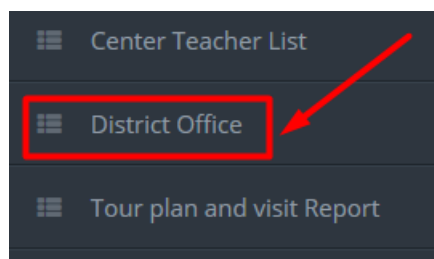 Center Teacher List
District Office
Tour plan and visit Report